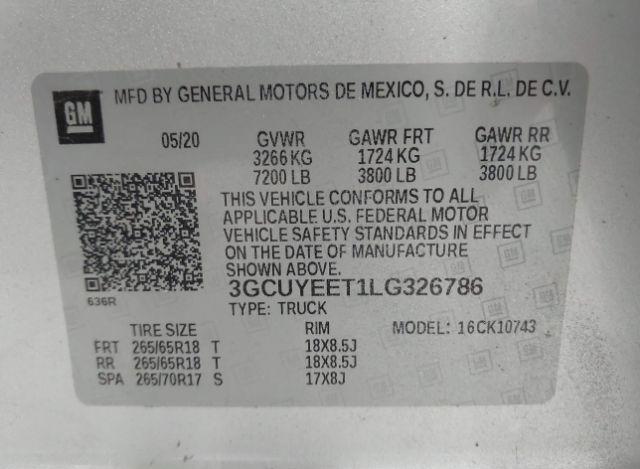 GM MFD BY GENERAL MOTORS DE MEXICO, S. DE R.L. DE C.V.
05/20 GVWR GAWR FRT GAWR RR
3266 KG 1724 KG 1724 KG
7200 LB 3800 LB 3800 LB
THIS VEHICLE CONFORMS TO ALL
APPLICABLE U.S. FEDERAL MOTOR
VEHICLE SAFETY STANDARDS IN EFFECT
ON THE DATE OF MANUFACTURE
SHOWN ABOVE.
3GCUYEET1LG326786
636R
TYPE: TRUCK
TIRE SIZE RIM MODEL: 16CK10743
FRT 265/65R18 T 18X8.5J
RR 265/65R18 T 18X8.5J
SPA 265/70R17 S 17X8J